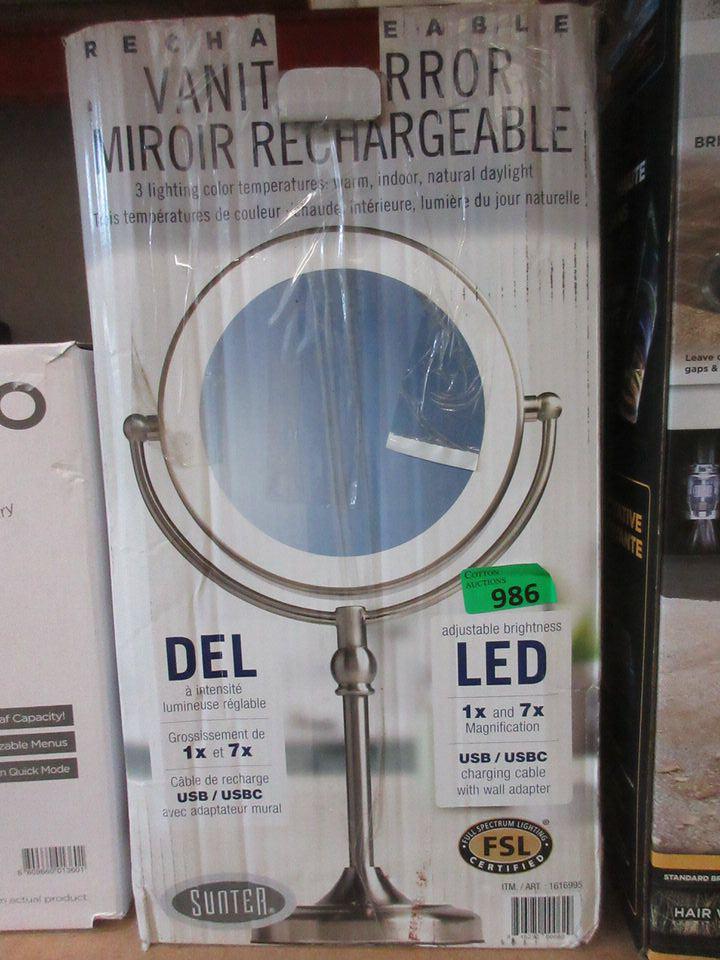 RECHA EABLE
VANIT RROR
MIROIR RECHARGEABLE
3 lighting color temperatures: warm, indoor, natural daylight
températures de couleur intérieure, lumière du jour naturelle
COTTON
AUCTIONS
986
DEL
à intensité
lumineuse réglable
Grossissement de
1x et 7x
Câble de recharge
USB / USBC
avec adaptateur mural
adjustable brightness
LED
1x and 7x
Magnification
USB / USBC
charging cable
with wall adapter
FULL SPECTRUM LIGHTING
FSL
CERTIFIED
ITM. / ART. 1616995
SUNTER
af Capacity!
zable Menus
n Quick Mode
actual product
BRI
Leave
gaps &
STANDARD BR
HAIR